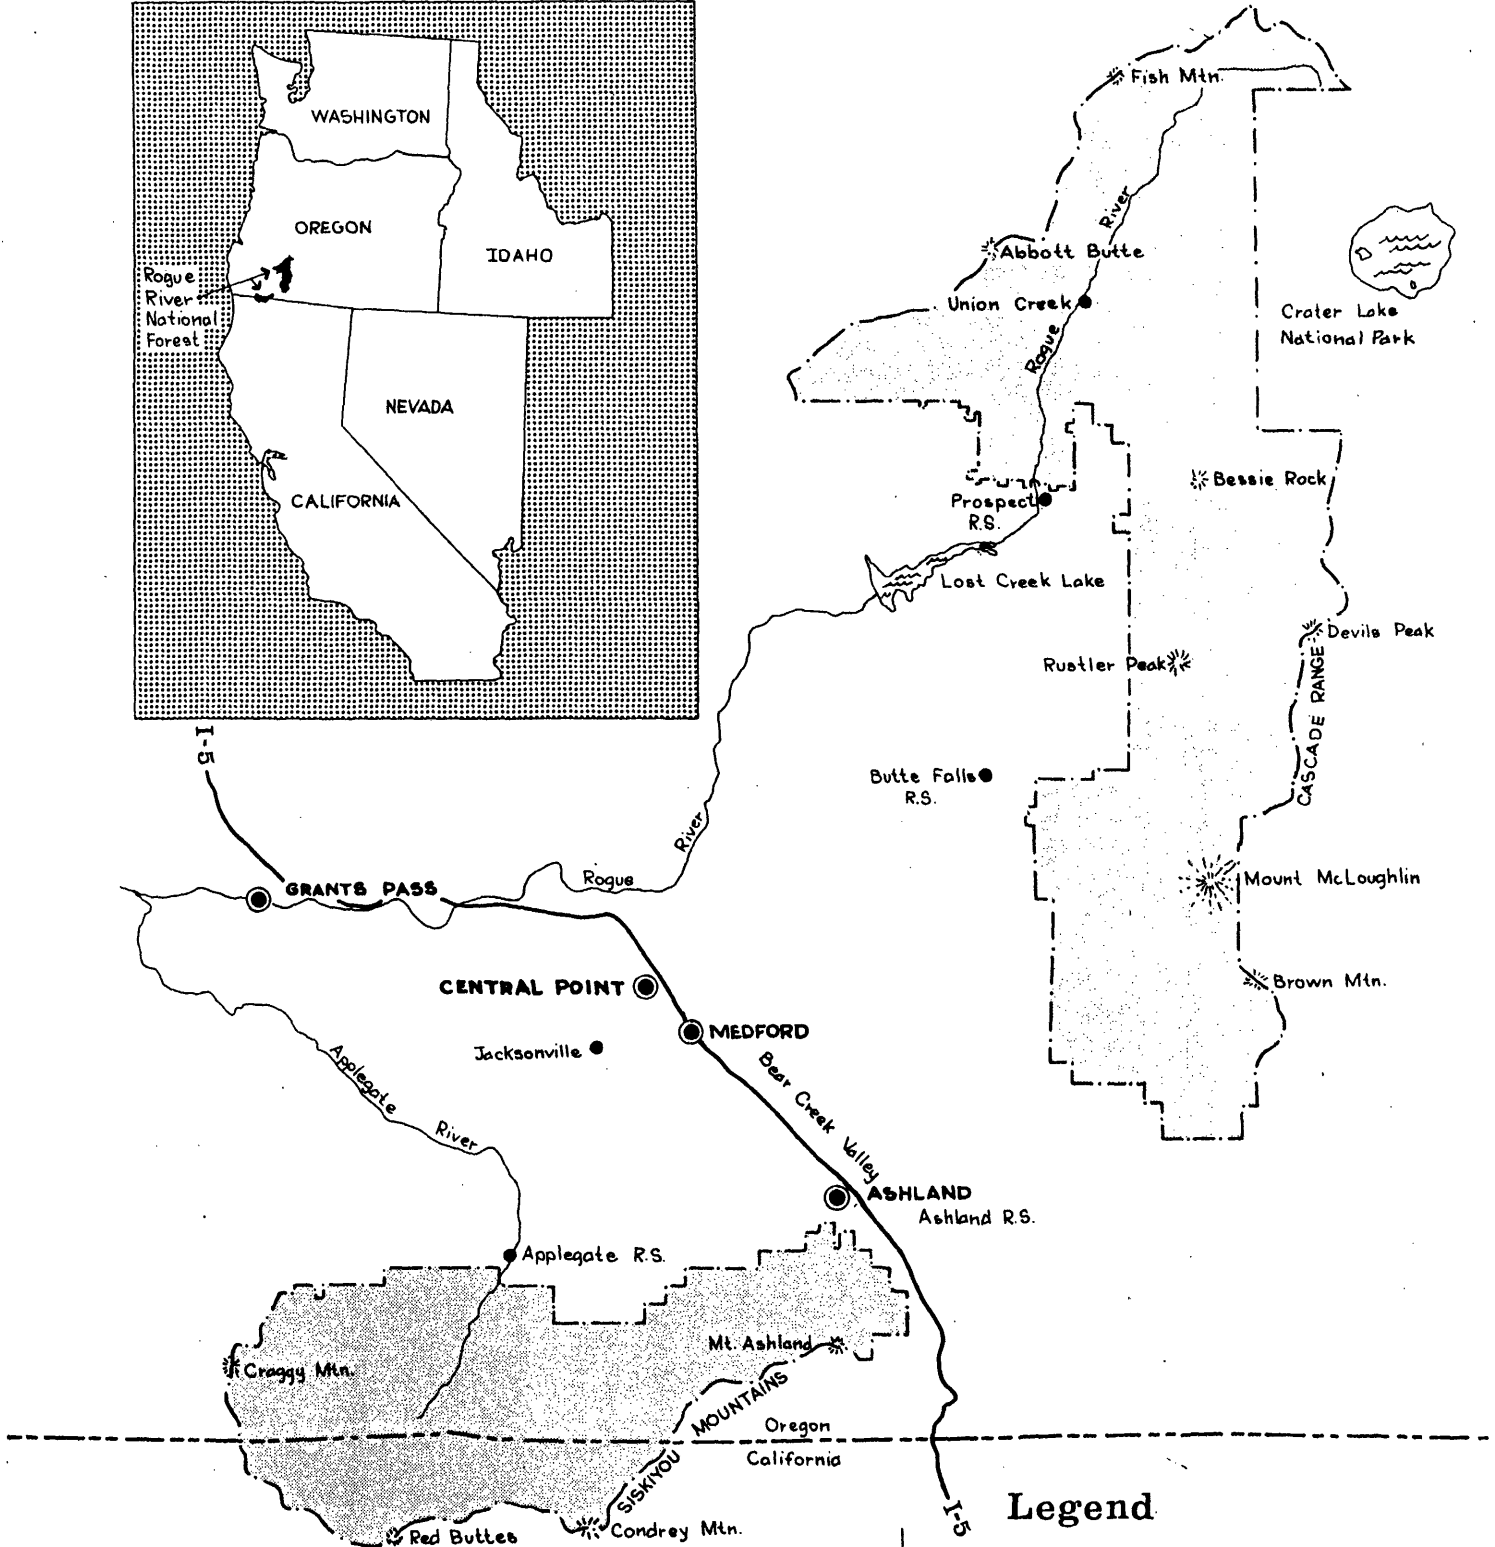 WASHINGTON
OREGON
IDAHO
Rogue
River
National
Forest
NEVADA
CALIFORNIA
Fish Mtn.
River
Abbott Butte
Union Creek
Rogue
Crater Lake
National Park
Bessie Rock
Prospect
R.S.
Lost Creek Lake
Devils Peak
Rustler Peak
CASCADE RANGE
I-5
Butte Falls
R.S.
River
Rogue
GRANTS PASS
Mount McLoughlin
CENTRAL POINT
Brown Mtn.
MEDFORD
Jacksonville
Bear Creek Valley
Applegate
River
ASHLAND
Ashland R.S.
Applegate R.S.
Mt. Ashland
Craggy Mtn.
SISKIYOU MOUNTAINS
Oregon
California
Red Buttes
Condrey Mtn.
I-5
Legend